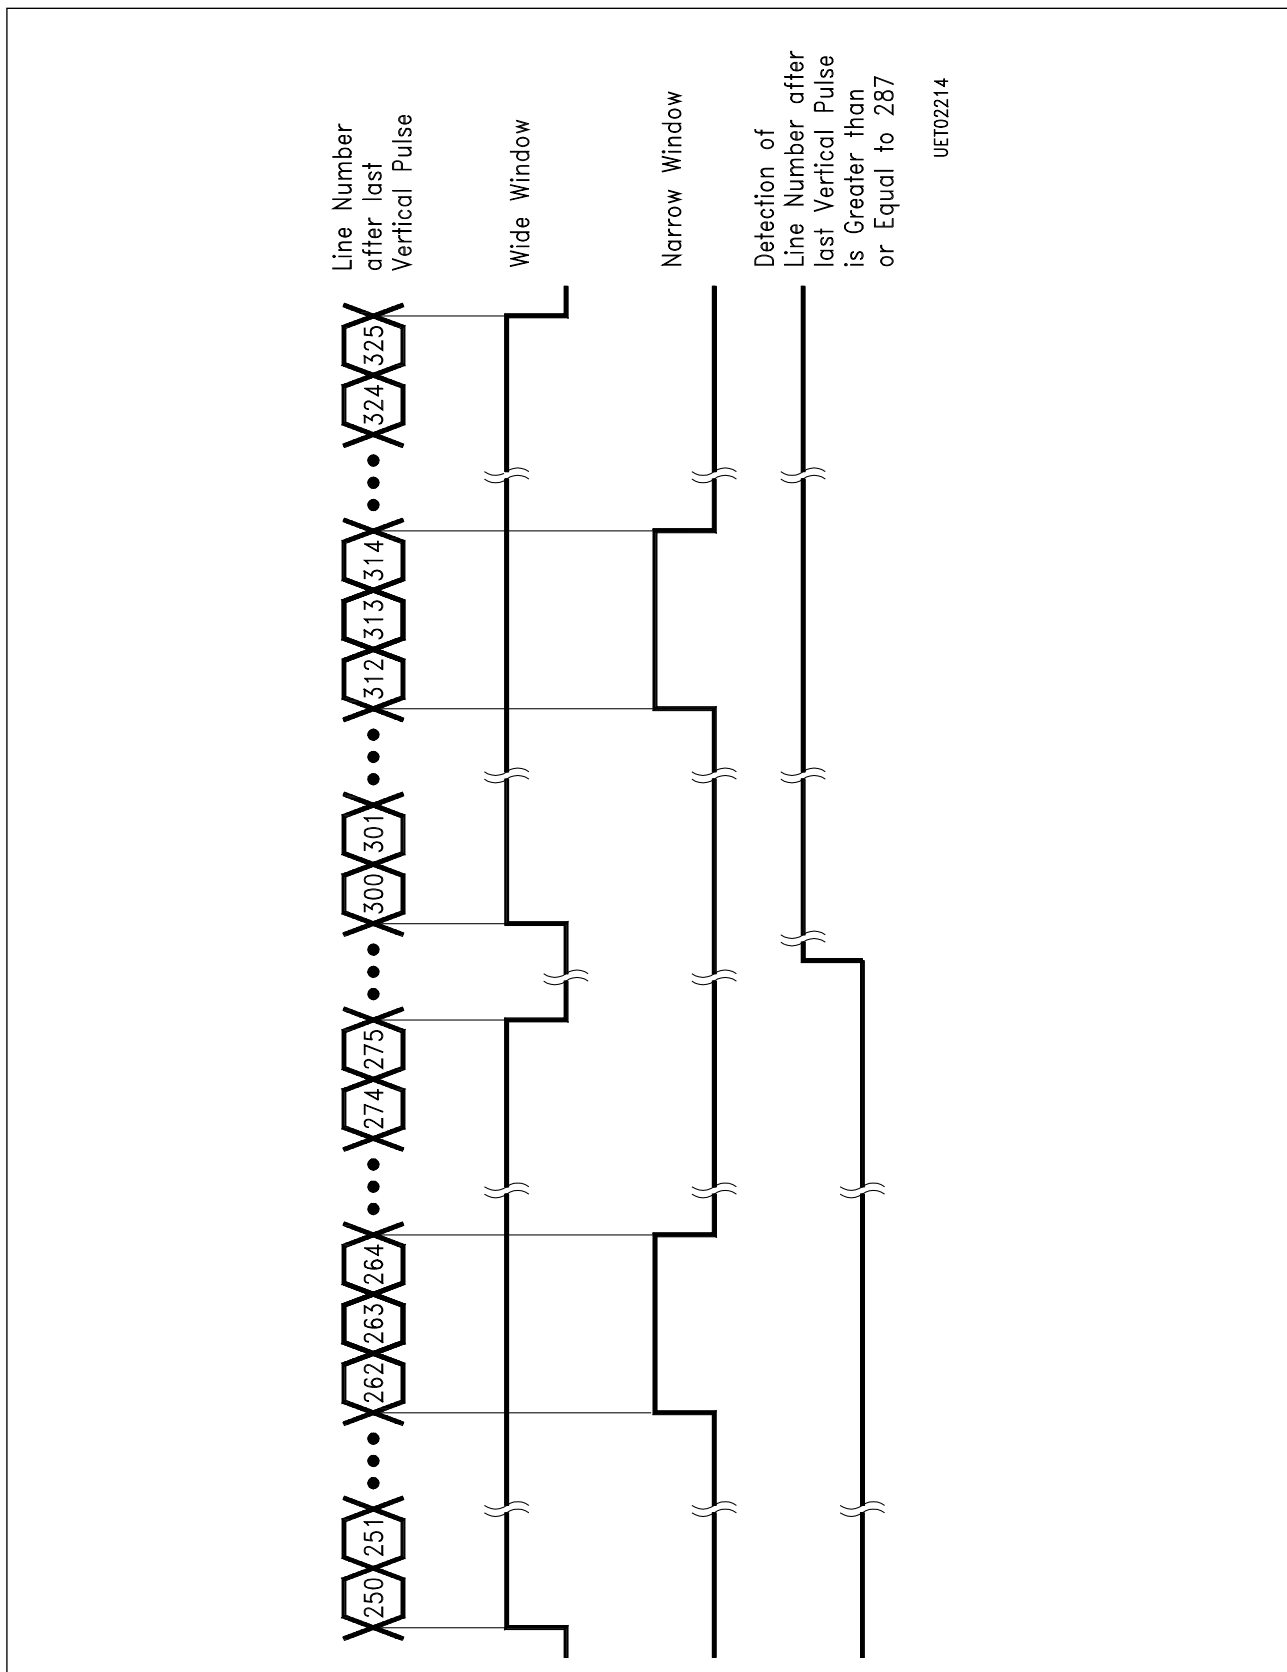 250 251 262 263 264 274 275 300 301 312 313 314 324 325
Line Number
after last
Vertical Pulse
Wide Window
Narrow Window
Detection of
Line Number after
last Vertical Pulse
is Greater than
or Equal to 287
UET02214